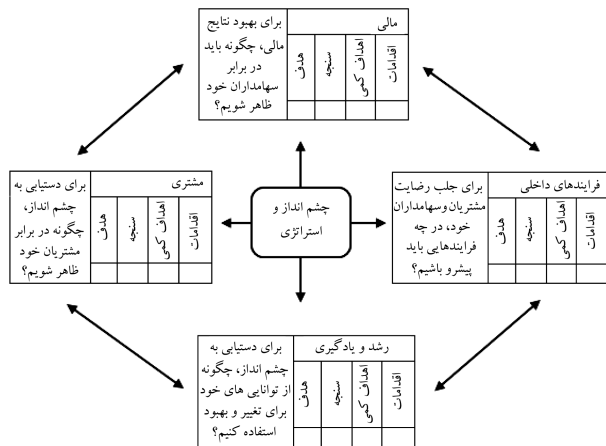 برای بهبود نتایج
مالی، چگونه باید
در برابر
سهامداران خود
ظاهر شویم؟
مالی
هدف
سنجه
اهداف کمی
اقدامات
برای دستیابی به
چشم انداز،
چگونه در برابر
مشتریان خود
ظاهر شویم؟
مشتری
هدف
سنجه
اهداف کمی
اقدامات
چشم انداز و
استراتژی
برای جلب رضایت
مشتریان وسهامداران
خود، در چه
فرایندهایی باید
پیشرو باشیم؟
فرایندهای داخلی
هدف
سنجه
اهداف کمی
اقدامات
برای دستیابی به
چشم انداز، چگونه
از توانایی های خود
برای تغییر و بهبود
استفاده کنیم؟
رشد و یادگیری
هدف
سنجه
اهداف کمی
اقدامات